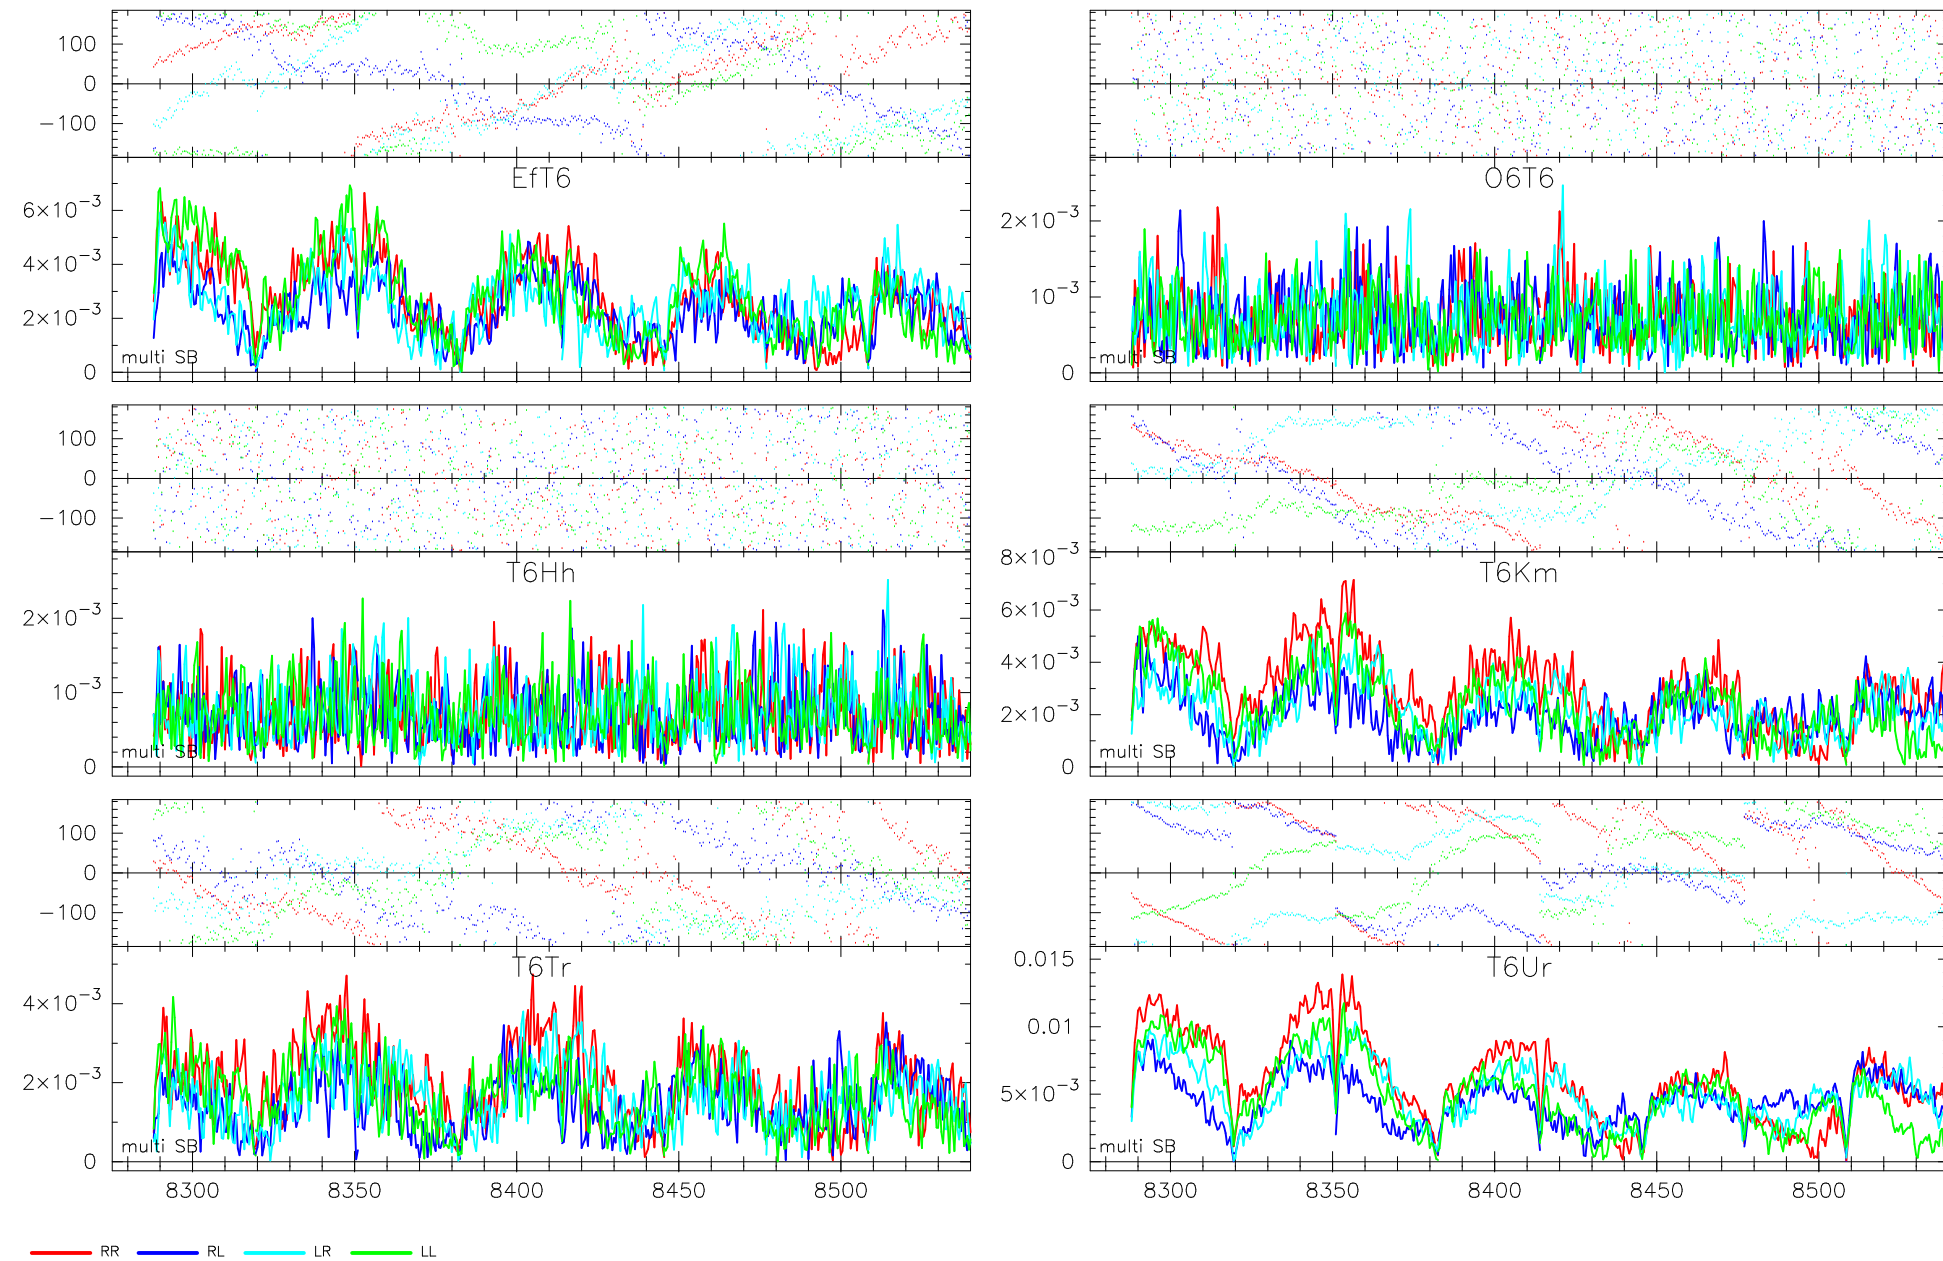 100
0
−100
EfT6
O6T6
6×10⁻³
4×10⁻³
2×10⁻³
0
multi SB
2×10⁻³
10⁻³
0
multi SB
100
0
−100
T6Hh
T6Km
2×10⁻³
10⁻³
0
multi SB
8×10⁻³
6×10⁻³
4×10⁻³
2×10⁻³
0
multi SB
100
0
−100
T6Tr
T6Ur
4×10⁻³
2×10⁻³
0
multi SB
0.015
0.01
5×10⁻³
0
multi SB
8300 8350 8400 8450 8500
8300 8350 8400 8450 8500
RR RL LR LL